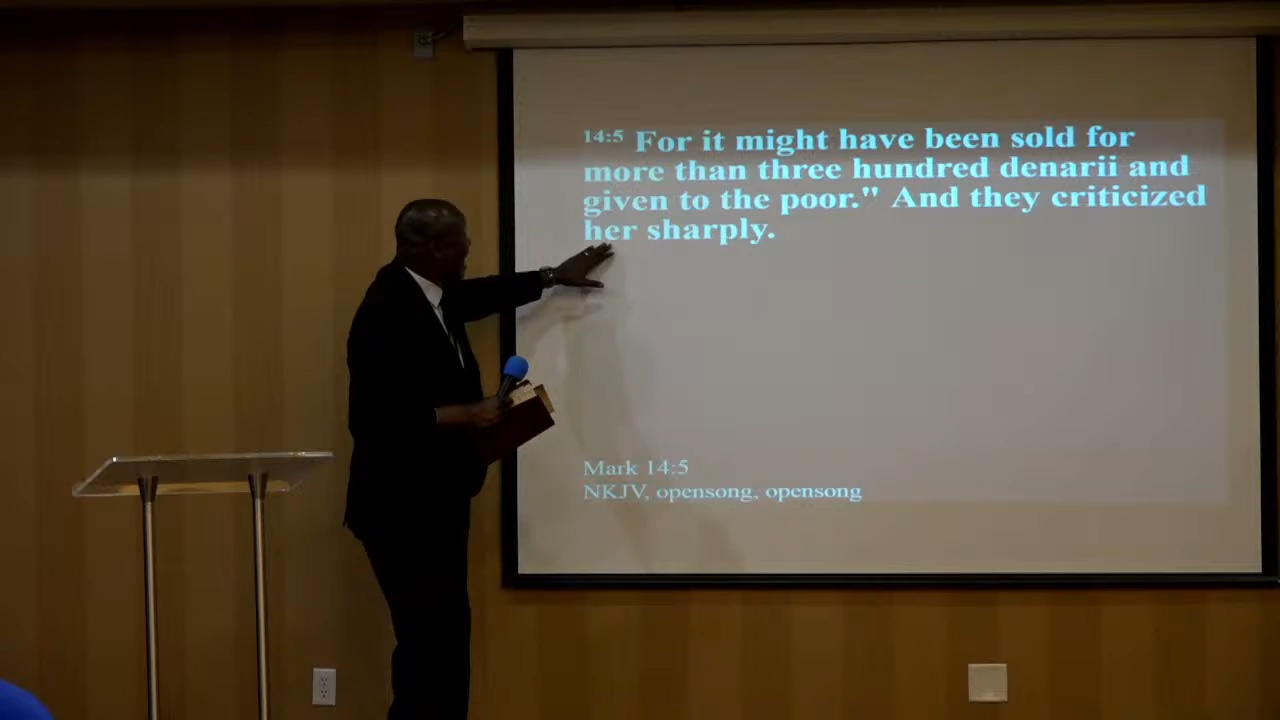 14:5 For it might have been sold for
more than three hundred denarii and
given to the poor." And they criticized
her sharply.
Mark 14:5
NKJV, opensong, opensong